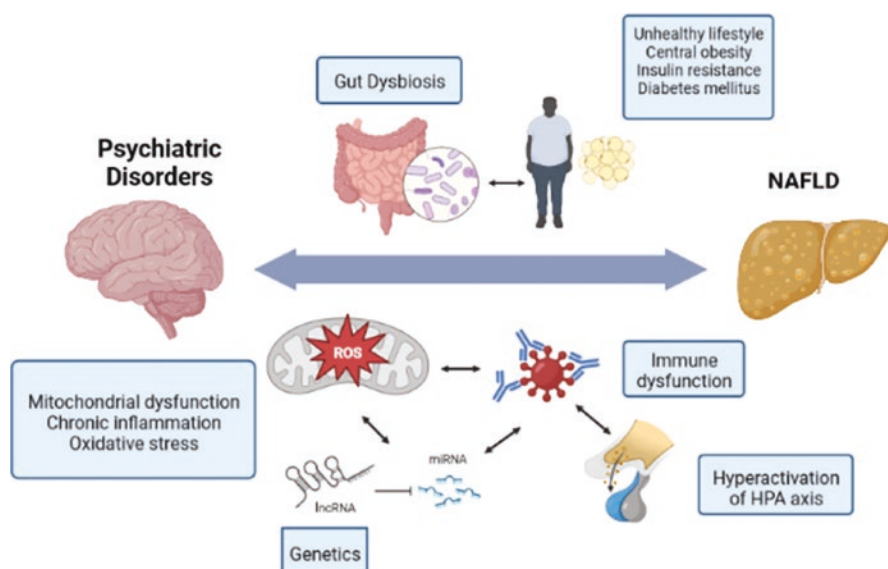 Gut Dysbiosis
Unhealthy lifestyle
Central obesity
Insulin resistance
Diabetes mellitus
Psychiatric
Disorders
NAFLD
ROS
Mitochondrial dysfunction
Chronic inflammation
Oxidative stress
Immune
dysfunction
miRNA
lncRNA
Genetics
Hyperactivation
of HPA axis